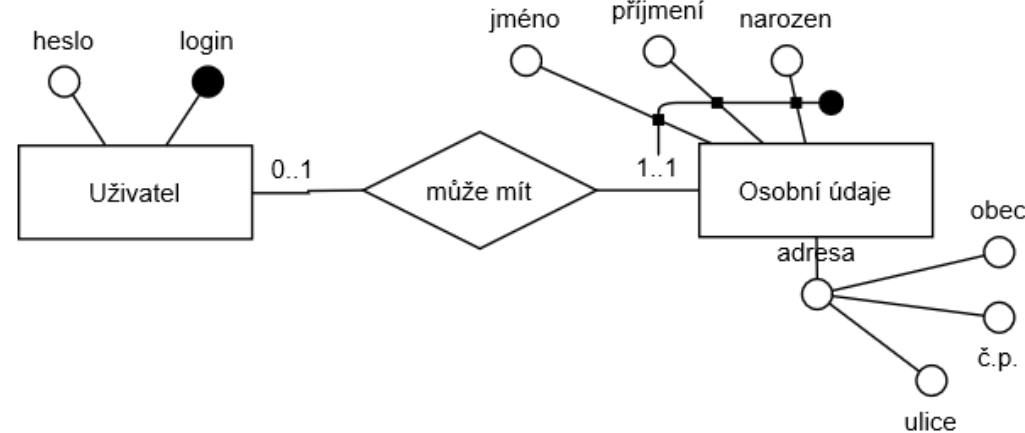 jméno
příjmení
narozen
heslo
login
0..1
1..1
Uživatel
může mít
Osobní údaje
obec
adresa
č.p.
ulice